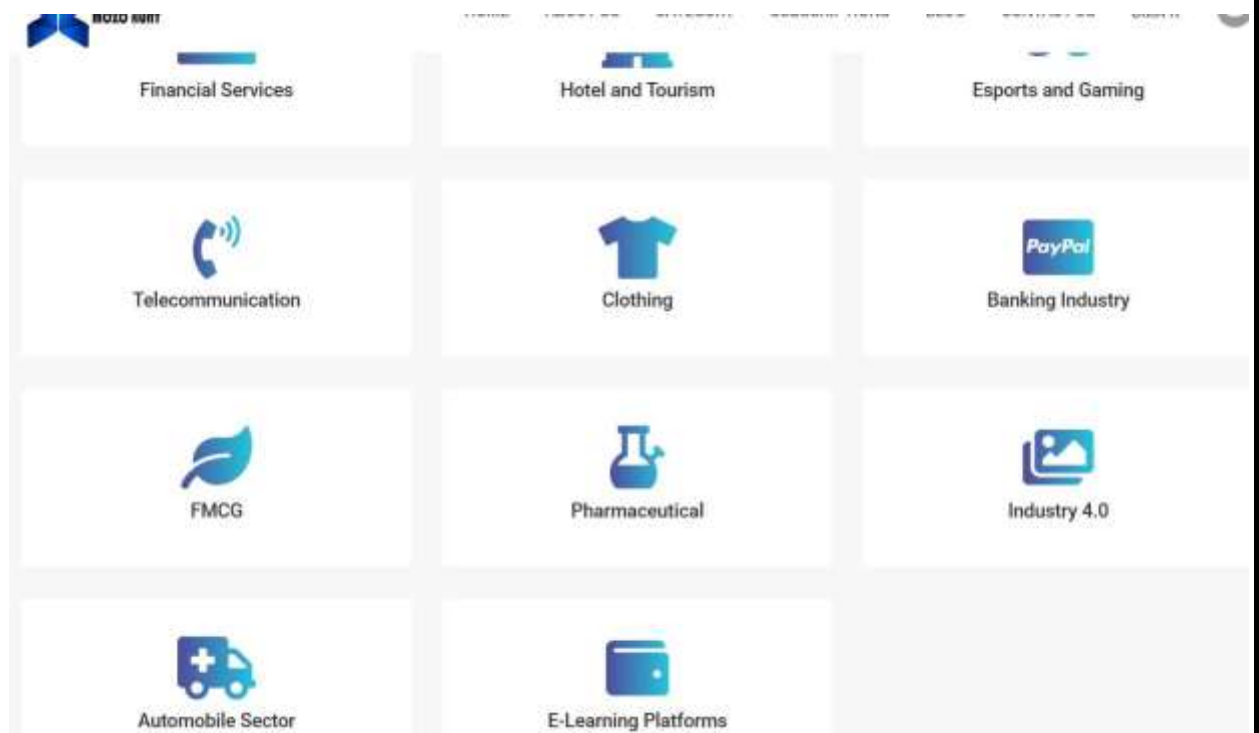 Financial Services
Hotel and Tourism
Esports and Gaming
Telecommunication
Clothing
PayPal
Banking Industry
FMCG
Pharmaceutical
Industry 4.0
Automobile Sector
E-Learning Platforms